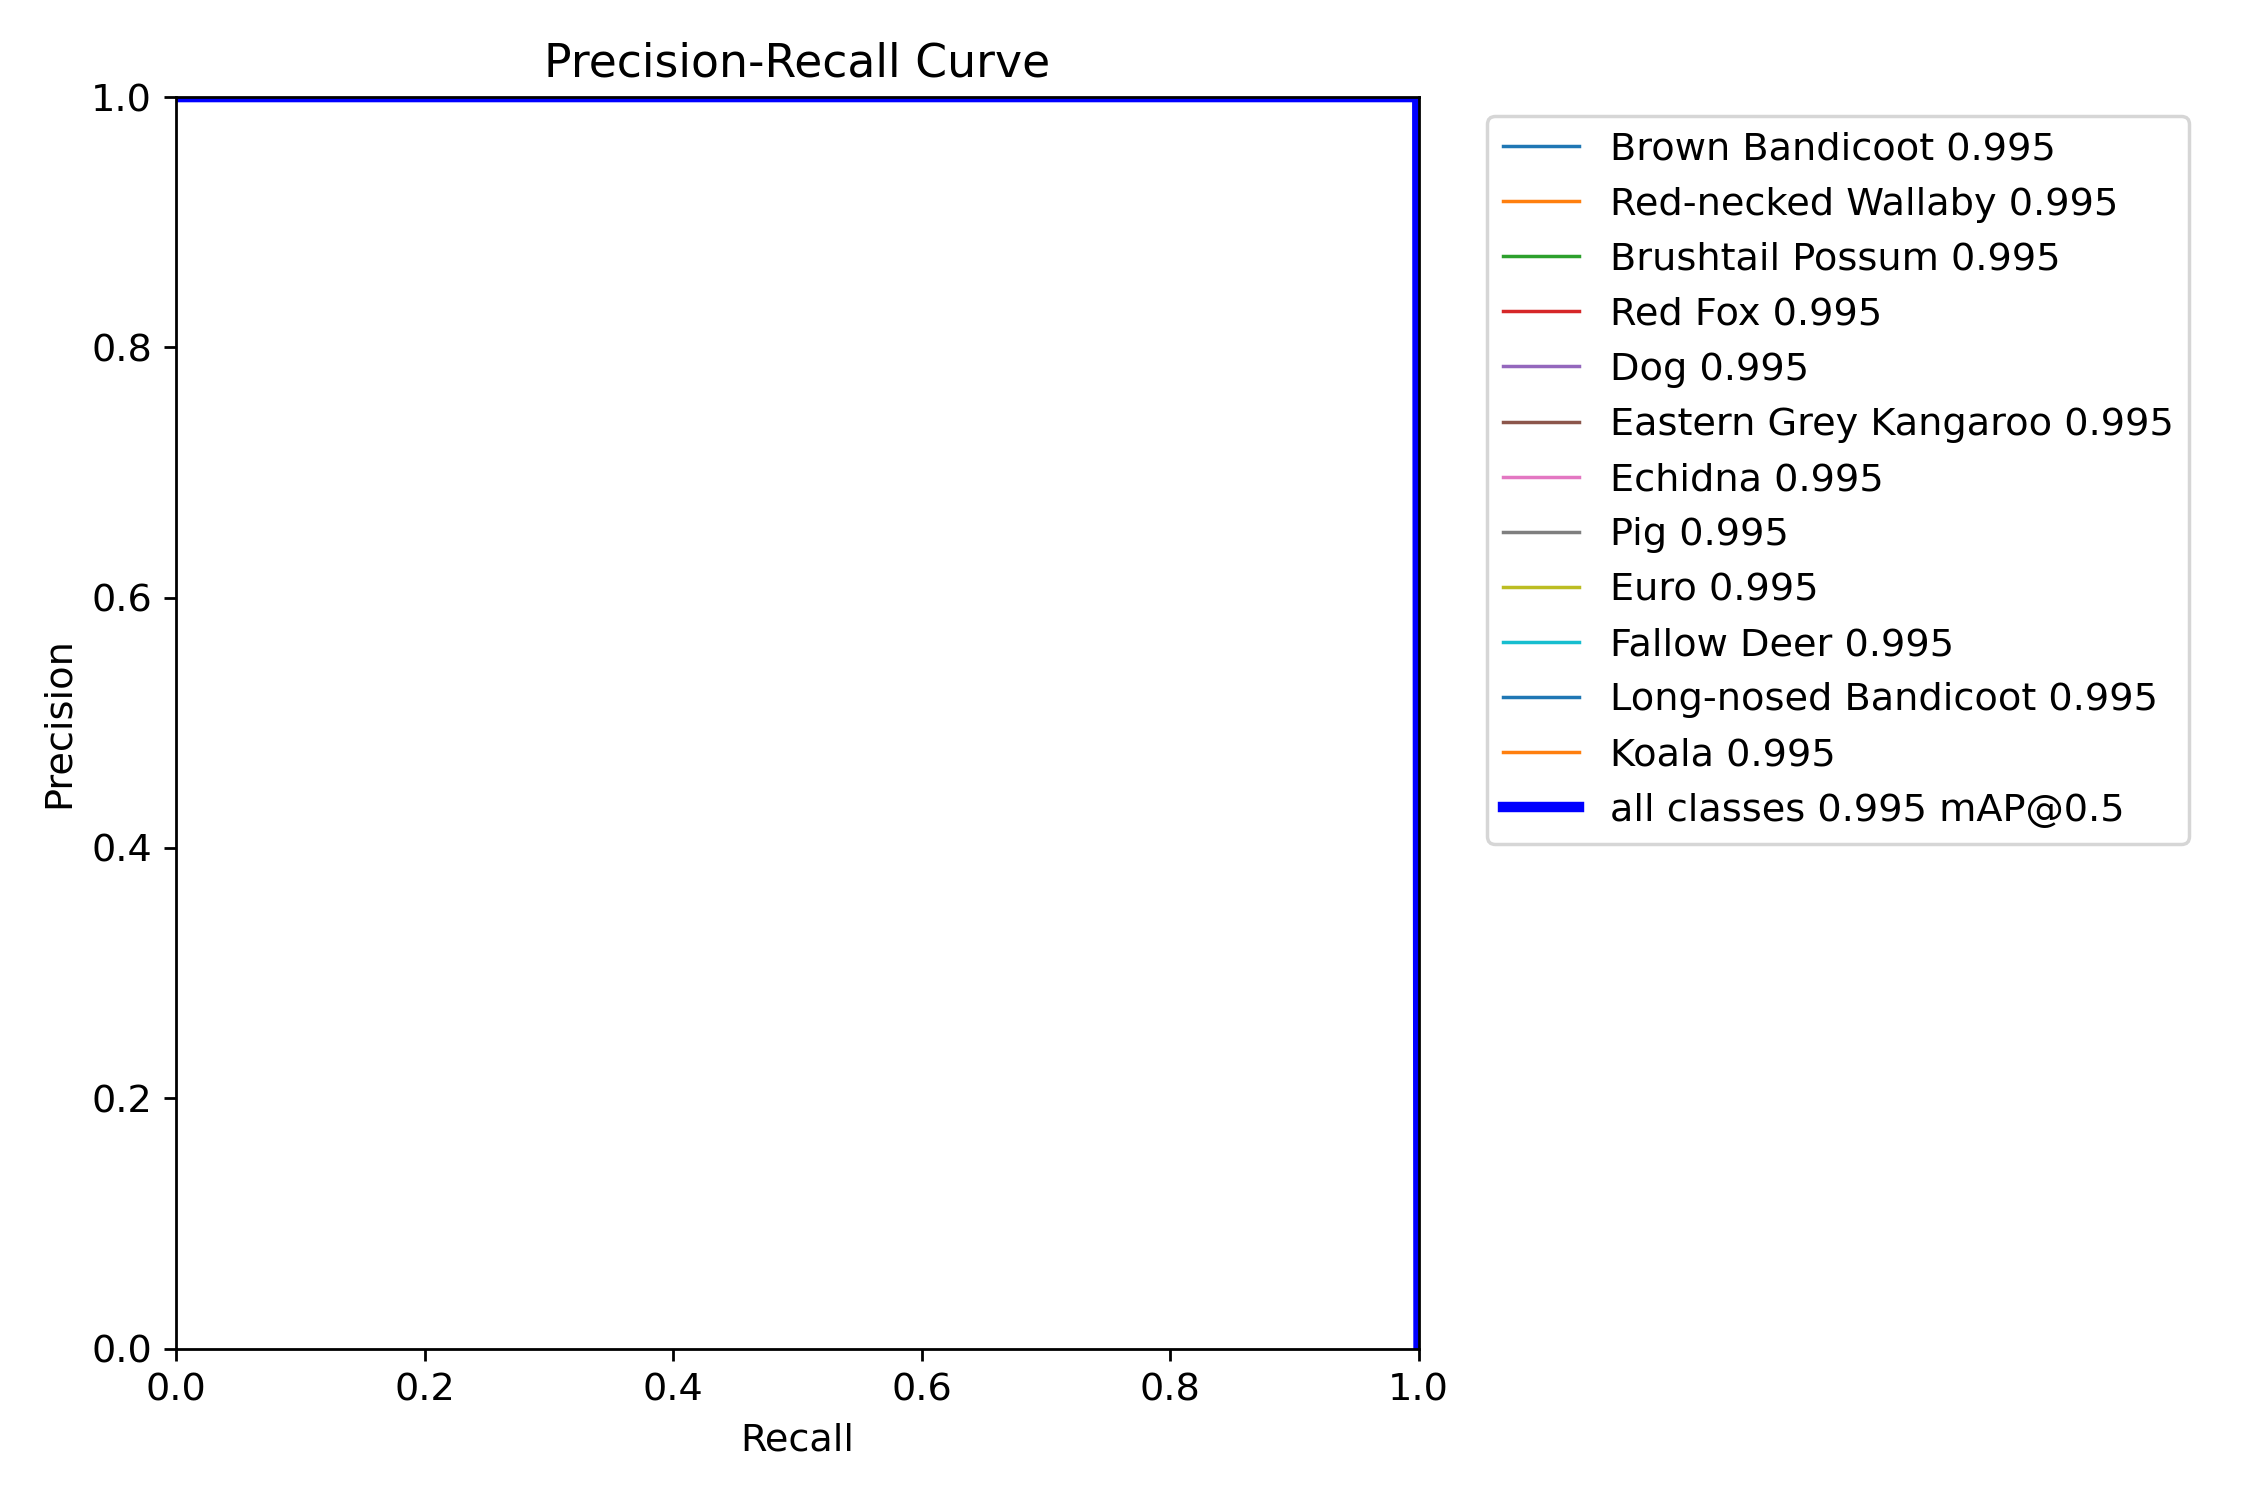 Precision-Recall Curve
1.0
0.8
0.6
0.4
0.2
0.0
Precision
0.0 0.2 0.4 0.6 0.8 1.0
Recall
Brown Bandicoot 0.995
Red-necked Wallaby 0.995
Brushtail Possum 0.995
Red Fox 0.995
Dog 0.995
Eastern Grey Kangaroo 0.995
Echidna 0.995
Pig 0.995
Euro 0.995
Fallow Deer 0.995
Long-nosed Bandicoot 0.995
Koala 0.995
all classes 0.995 mAP@0.5